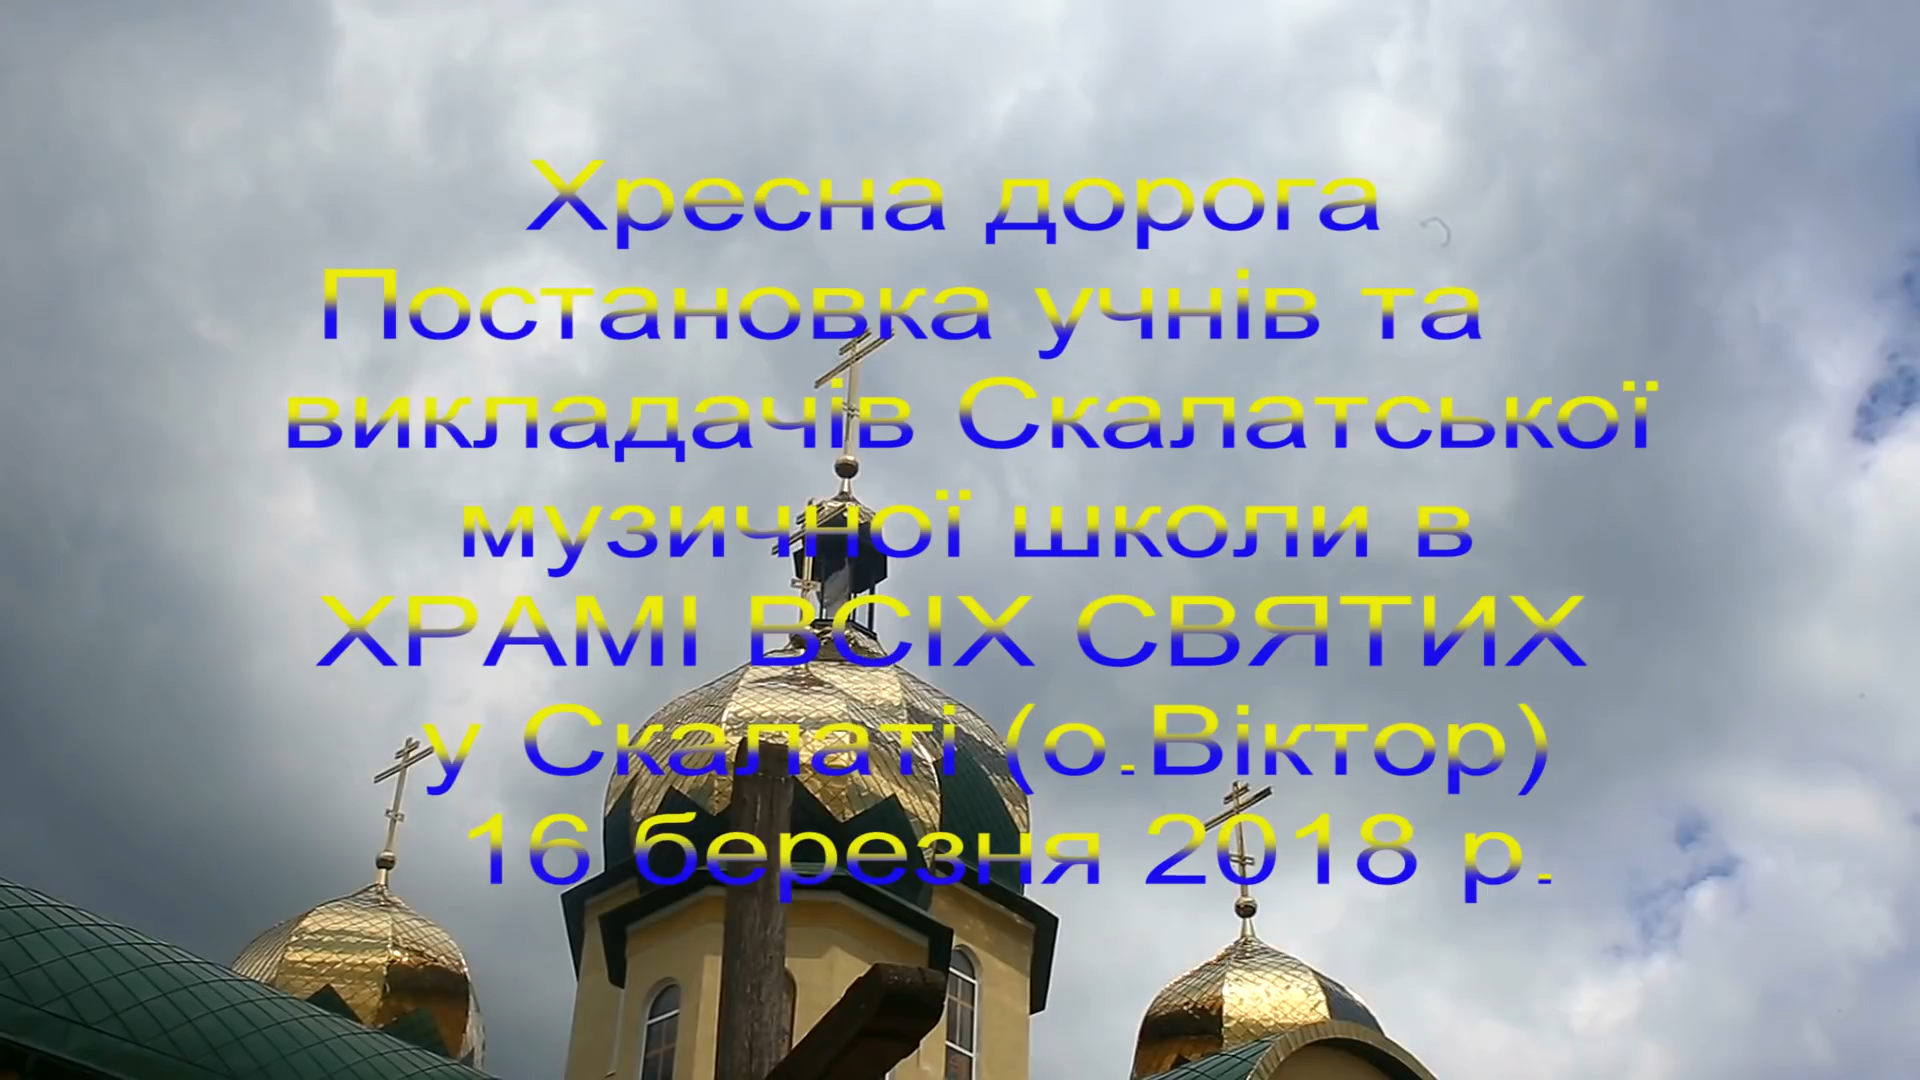 Хресна дорога
Постановка учнів та
викладачів Скалатської
музичної школи в
ХРАМІ ВСІХ СВЯТИХ
у Скалаті (о.Віктор)
16 березня 2018 р.